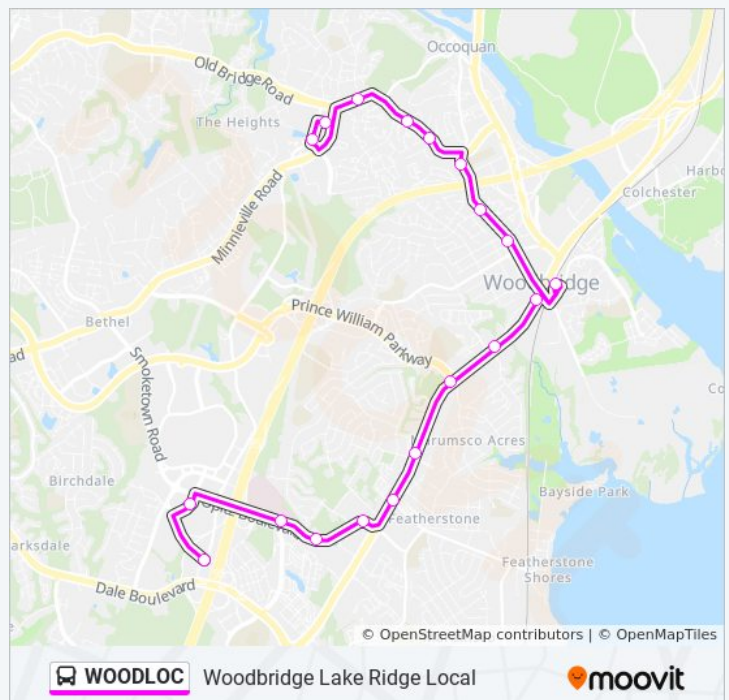 Occoquan
Old Bridge Road
The Heights
Harbo
Colchester
Minnieville Road
Woodbridge
Bethel
Prince William Parkway
ad
Smoketown Road
Co
Marumsco Acres
Birchdale
Bayside Park
Featherstone
arksdale
Featherstone
Shores
Dale Boulevard
© OpenStreetMap contributors | © OpenMapTiles
WOODLOC Woodbridge Lake Ridge Local
moovit